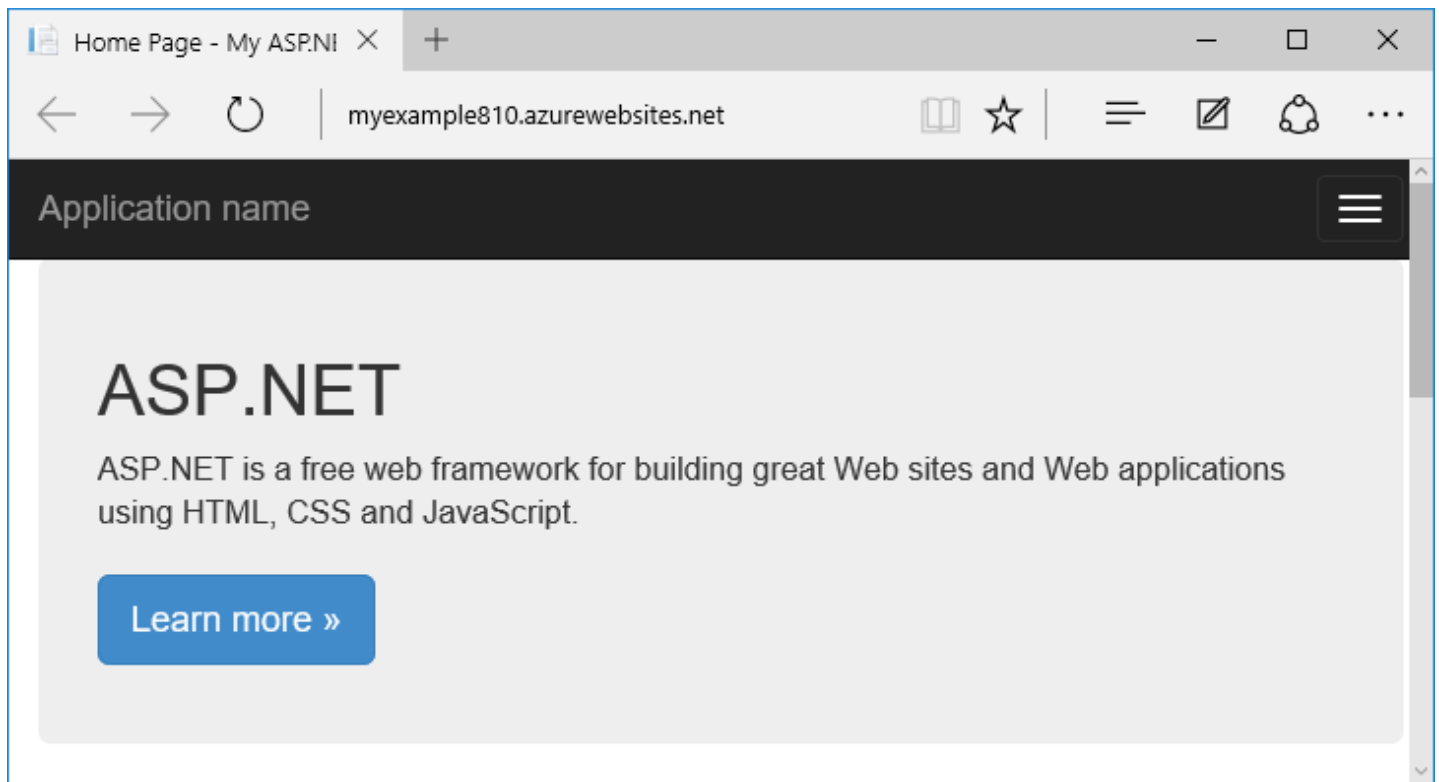 Home Page - My ASP.NE
myexample810.azurewebsites.net
Application name
ASP.NET
ASP.NET is a free web framework for building great Web sites and Web applications
using HTML, CSS and JavaScript.
Learn more »